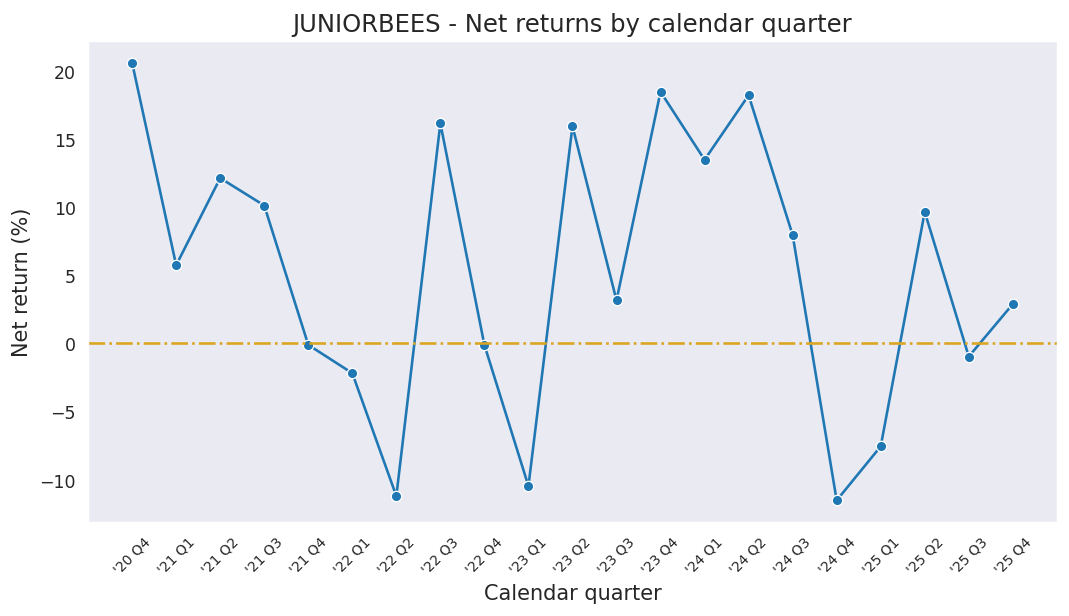 JUNIORBEES - Net returns by calendar quarter
Net return (%)
20
15
10
5
0
−5
−10
'20 Q4
'21 Q1
'21 Q2
'21 Q3
'21 Q4
'22 Q1
'22 Q2
'22 Q3
'22 Q4
'23 Q1
'23 Q2
'23 Q3
'23 Q4
'24 Q1
'24 Q2
'24 Q3
'24 Q4
'25 Q1
'25 Q2
'25 Q3
'25 Q4
Calendar quarter